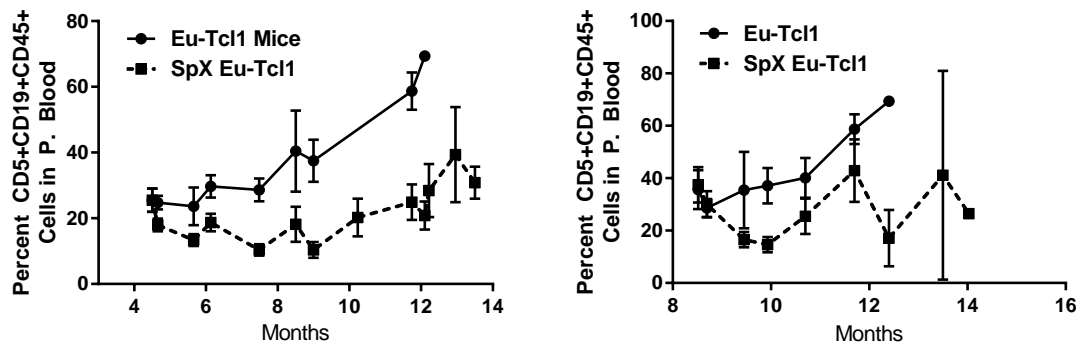 Percent CD5+CD19+CD45+
Cells in P. Blood
80
60
40
20
0
Eu-Tcl1 Mice
SpX Eu-Tcl1
4
6
8
10
12
14
Months
Percent CD5+CD19+CD45+
Cells in P. Blood
100
80
60
40
20
0
Eu-Tcl1
SpX Eu-Tcl1
8
10
12
14
16
Months